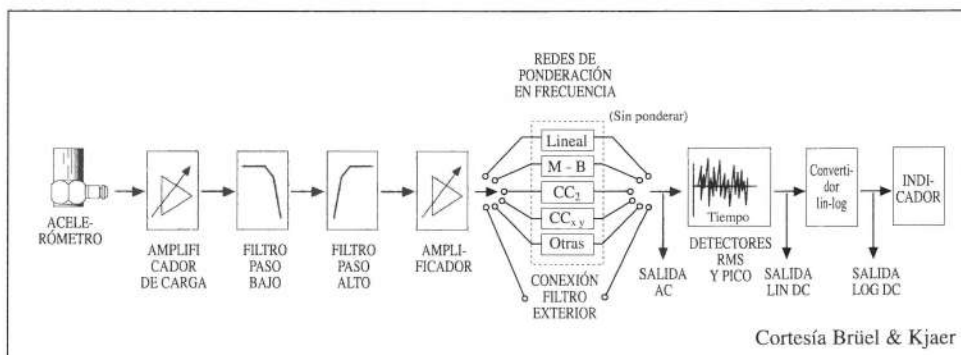 REDES DE
PONDERACIÓN
EN FRECUENCIA
(Sin ponderar)
Lineal
M - B
CC₂
CCₓ ᵧ
Otras
CONEXIÓN
FILTRO
EXTERIOR
ACELE-
RÓMETRO
AMPLIFI
CADOR
DE CARGA
FILTRO
PASO
BAJO
FILTRO
PASO
ALTO
AMPLI-
FICADOR
SALIDA
AC
Tiempo
DETECTORES
RMS
Y PICO
SALIDA
LIN DC
Converti-
dor
lin-log
SALIDA
LOG DC
INDI-
CADOR
Cortesía Brüel & Kjaer